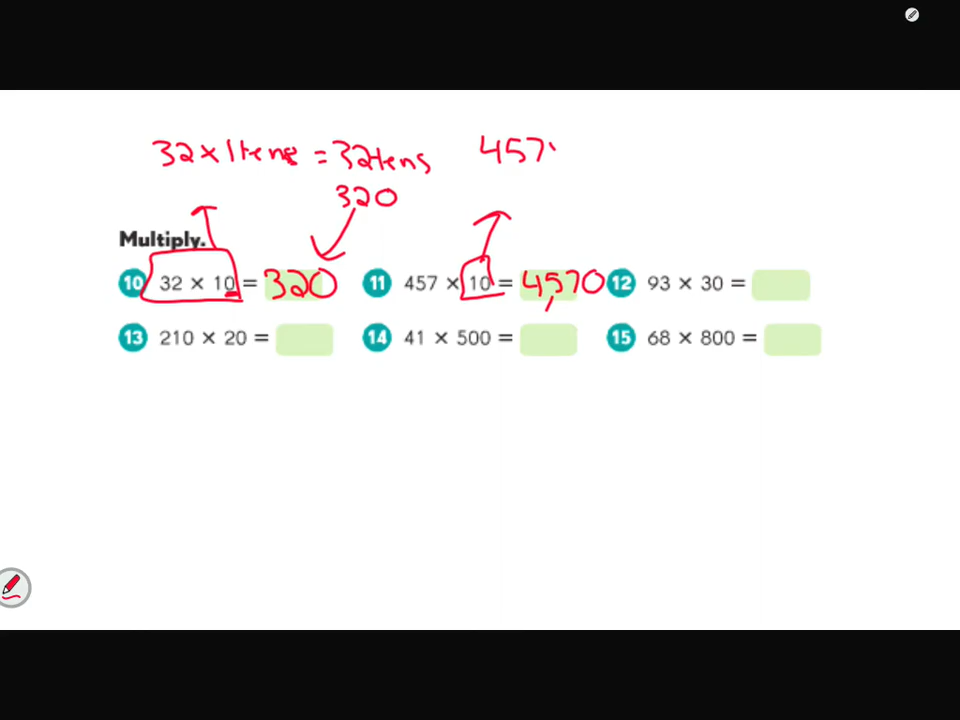 32 × 1 tens = 32 tens
457
320
Multiply.
10 32 × 10 = 320 11 457 × 10 = 4,570 12 93 × 30 =
13 210 × 20 = 14 41 × 500 = 15 68 × 800 =